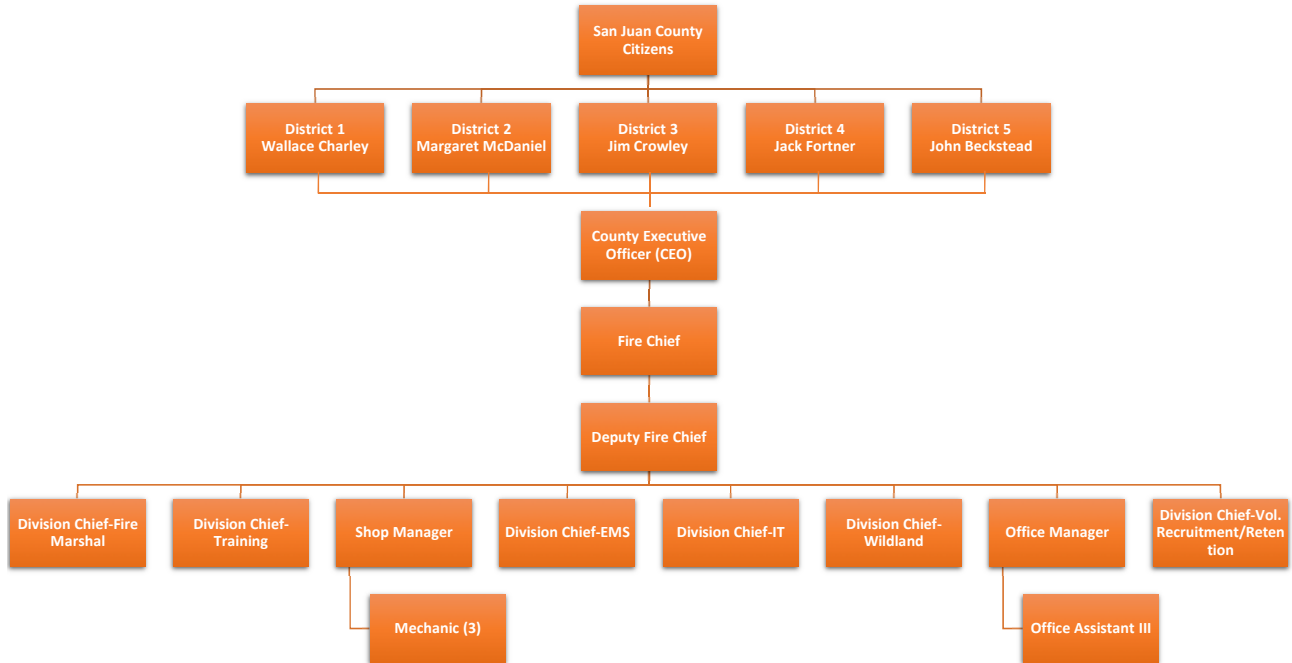 San Juan County
Citizens
District 1
Wallace Charley
District 2
Margaret McDaniel
District 3
Jim Crowley
District 4
Jack Fortner
District 5
John Beckstead
County Executive
Officer (CEO)
Fire Chief
Deputy Fire Chief
Division Chief-Fire
Marshal
Division Chief-
Training
Shop Manager
Division Chief-EMS
Division Chief-IT
Division Chief-
Wildland
Office Manager
Division Chief-Vol.
Recruitment/Reten
tion
Mechanic (3)
Office Assistant III